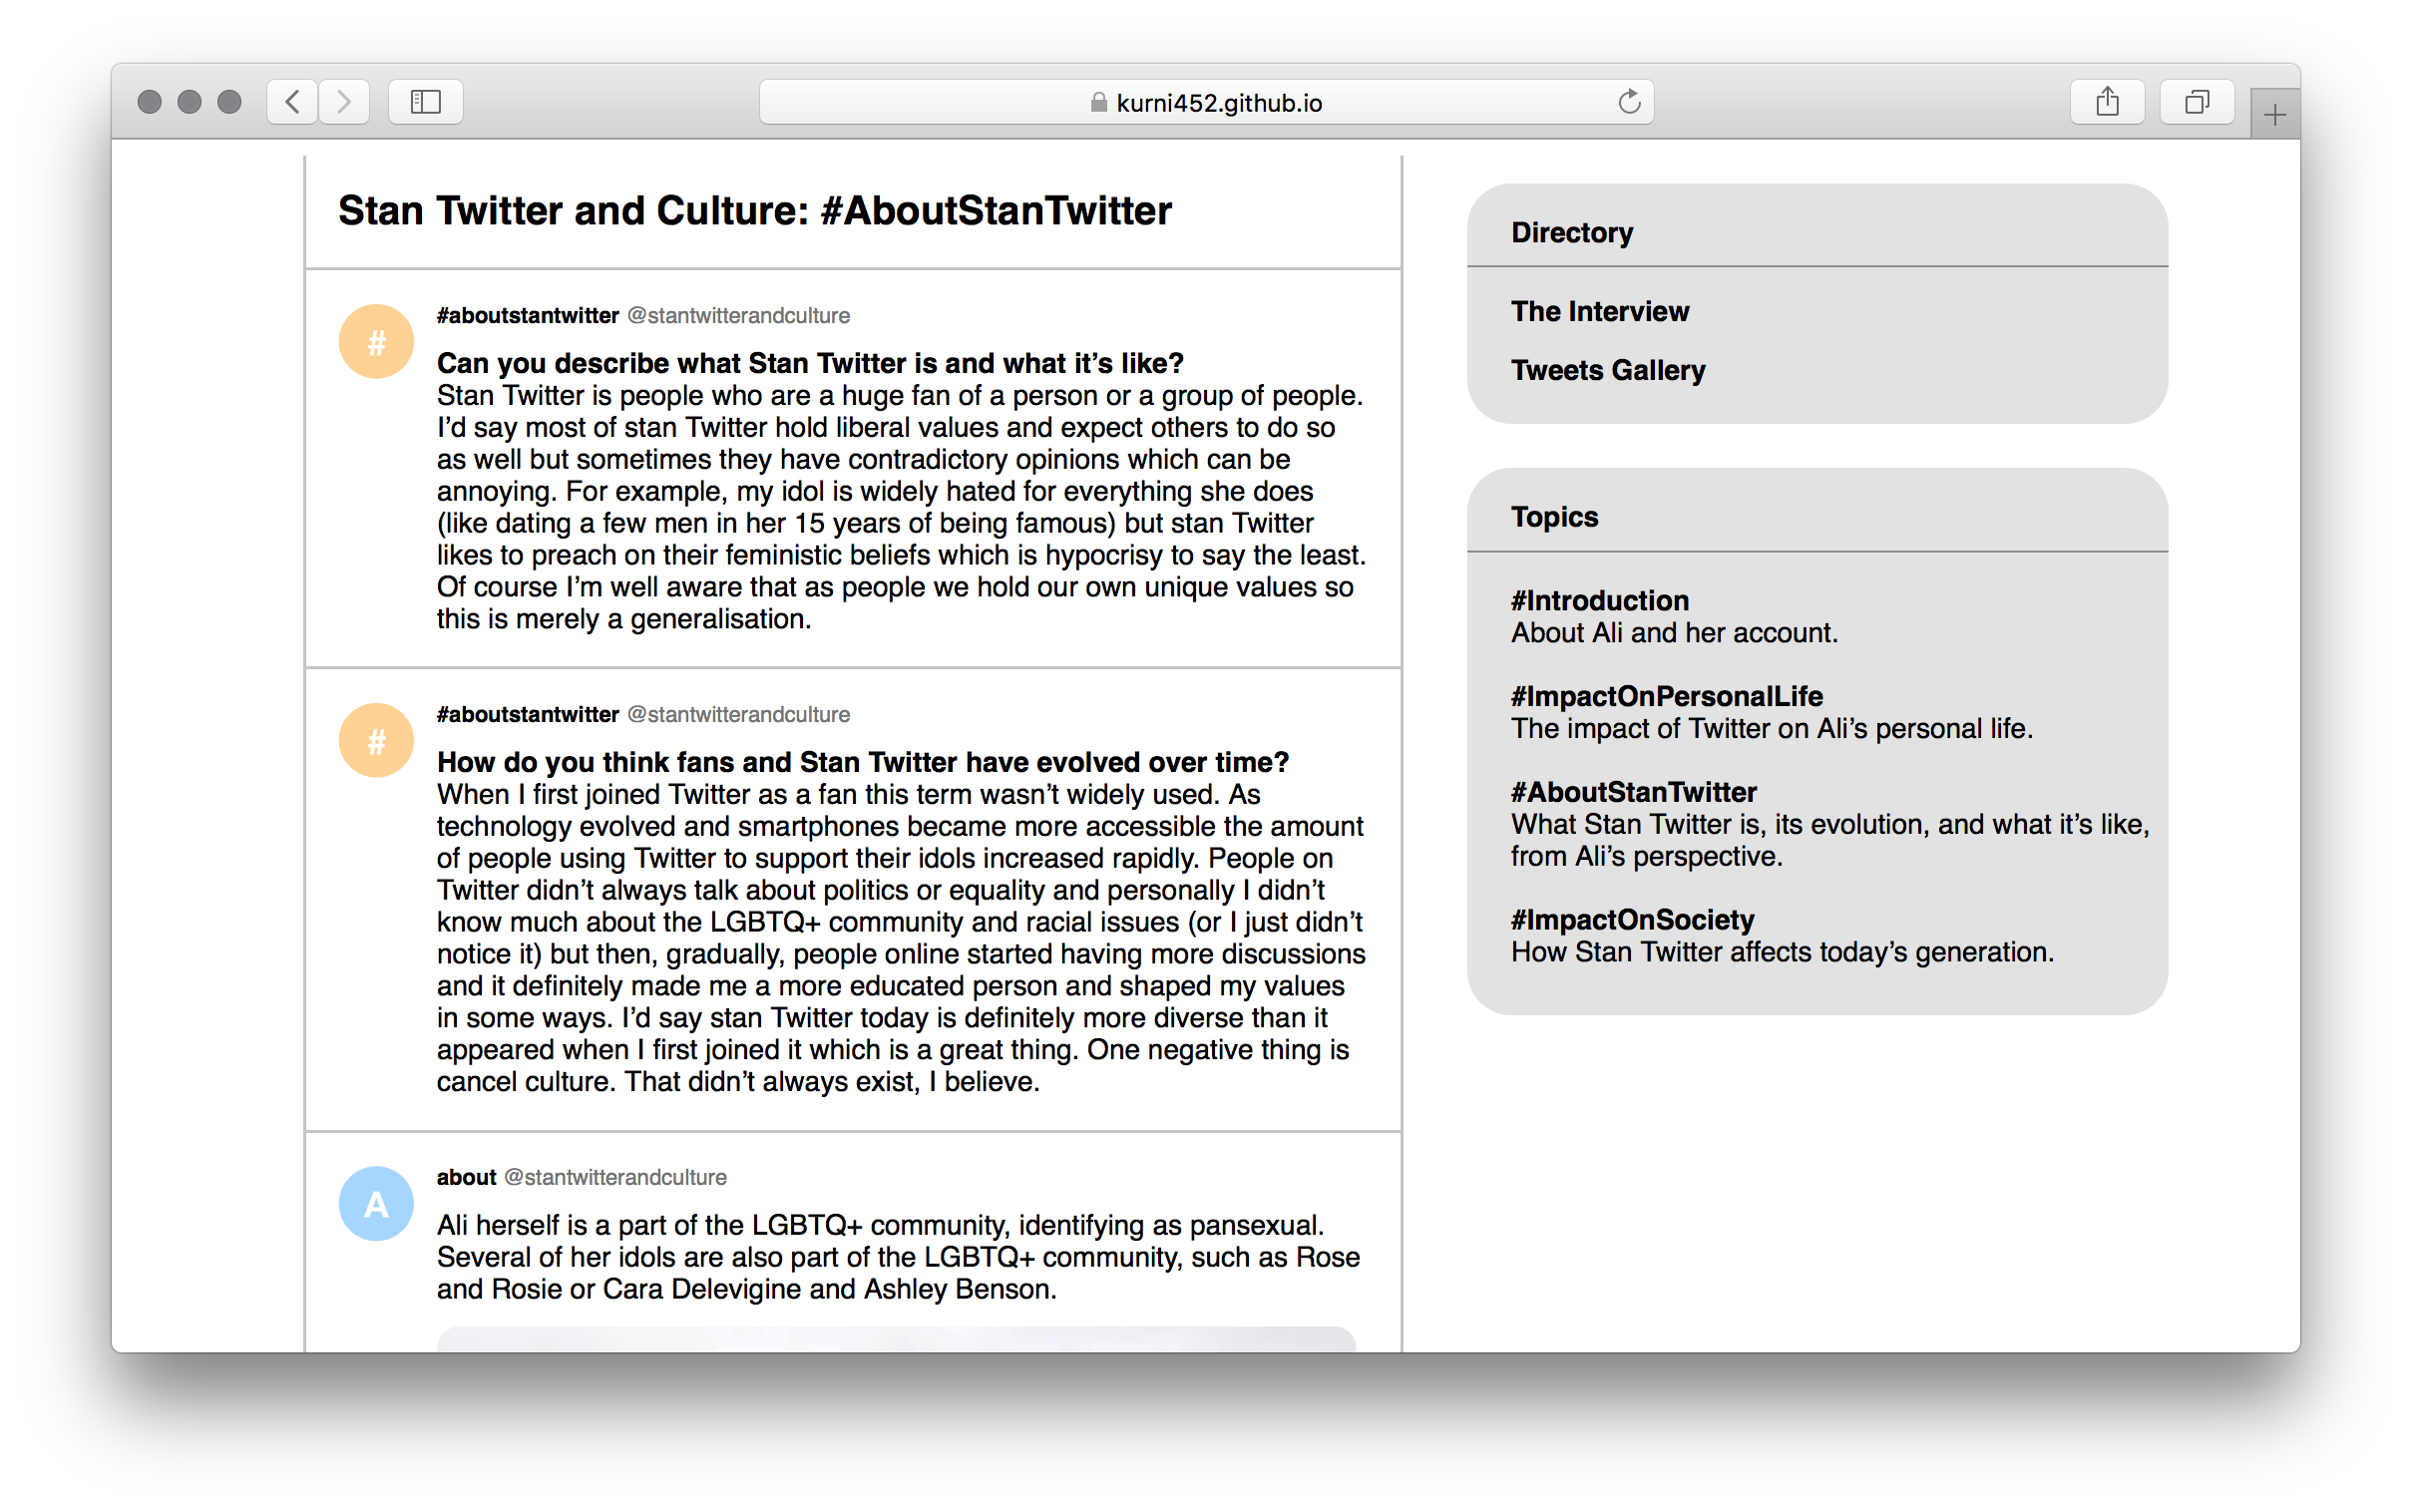 kurni452.github.io
Stan Twitter and Culture: #AboutStanTwitter
#
#aboutstantwitter @stantwitterandculture
Can you describe what Stan Twitter is and what it’s like?
Stan Twitter is people who are a huge fan of a person or a group of people.
I’d say most of stan Twitter hold liberal values and expect others to do so
as well but sometimes they have contradictory opinions which can be
annoying. For example, my idol is widely hated for everything she does
(like dating a few men in her 15 years of being famous) but stan Twitter
likes to preach on their feministic beliefs which is hypocrisy to say the least.
Of course I’m well aware that as people we hold our own unique values so
this is merely a generalisation.
#
#aboutstantwitter @stantwitterandculture
How do you think fans and Stan Twitter have evolved over time?
When I first joined Twitter as a fan this term wasn’t widely used. As
technology evolved and smartphones became more accessible the amount
of people using Twitter to support their idols increased rapidly. People on
Twitter didn’t always talk about politics or equality and personally I didn’t
know much about the LGBTQ+ community and racial issues (or I just didn’t
notice it) but then, gradually, people online started having more discussions
and it definitely made me a more educated person and shaped my values
in some ways. I’d say stan Twitter today is definitely more diverse than it
appeared when I first joined it which is a great thing. One negative thing is
cancel culture. That didn’t always exist, I believe.
A
about @stantwitterandculture
Ali herself is a part of the LGBTQ+ community, identifying as pansexual.
Several of her idols are also part of the LGBTQ+ community, such as Rose
and Rosie or Cara Delevigine and Ashley Benson.
Directory
The Interview
Tweets Gallery
Topics
#Introduction
About Ali and her account.
#ImpactOnPersonalLife
The impact of Twitter on Ali’s personal life.
#AboutStanTwitter
What Stan Twitter is, its evolution, and what it’s like,
from Ali’s perspective.
#ImpactOnSociety
How Stan Twitter affects today’s generation.